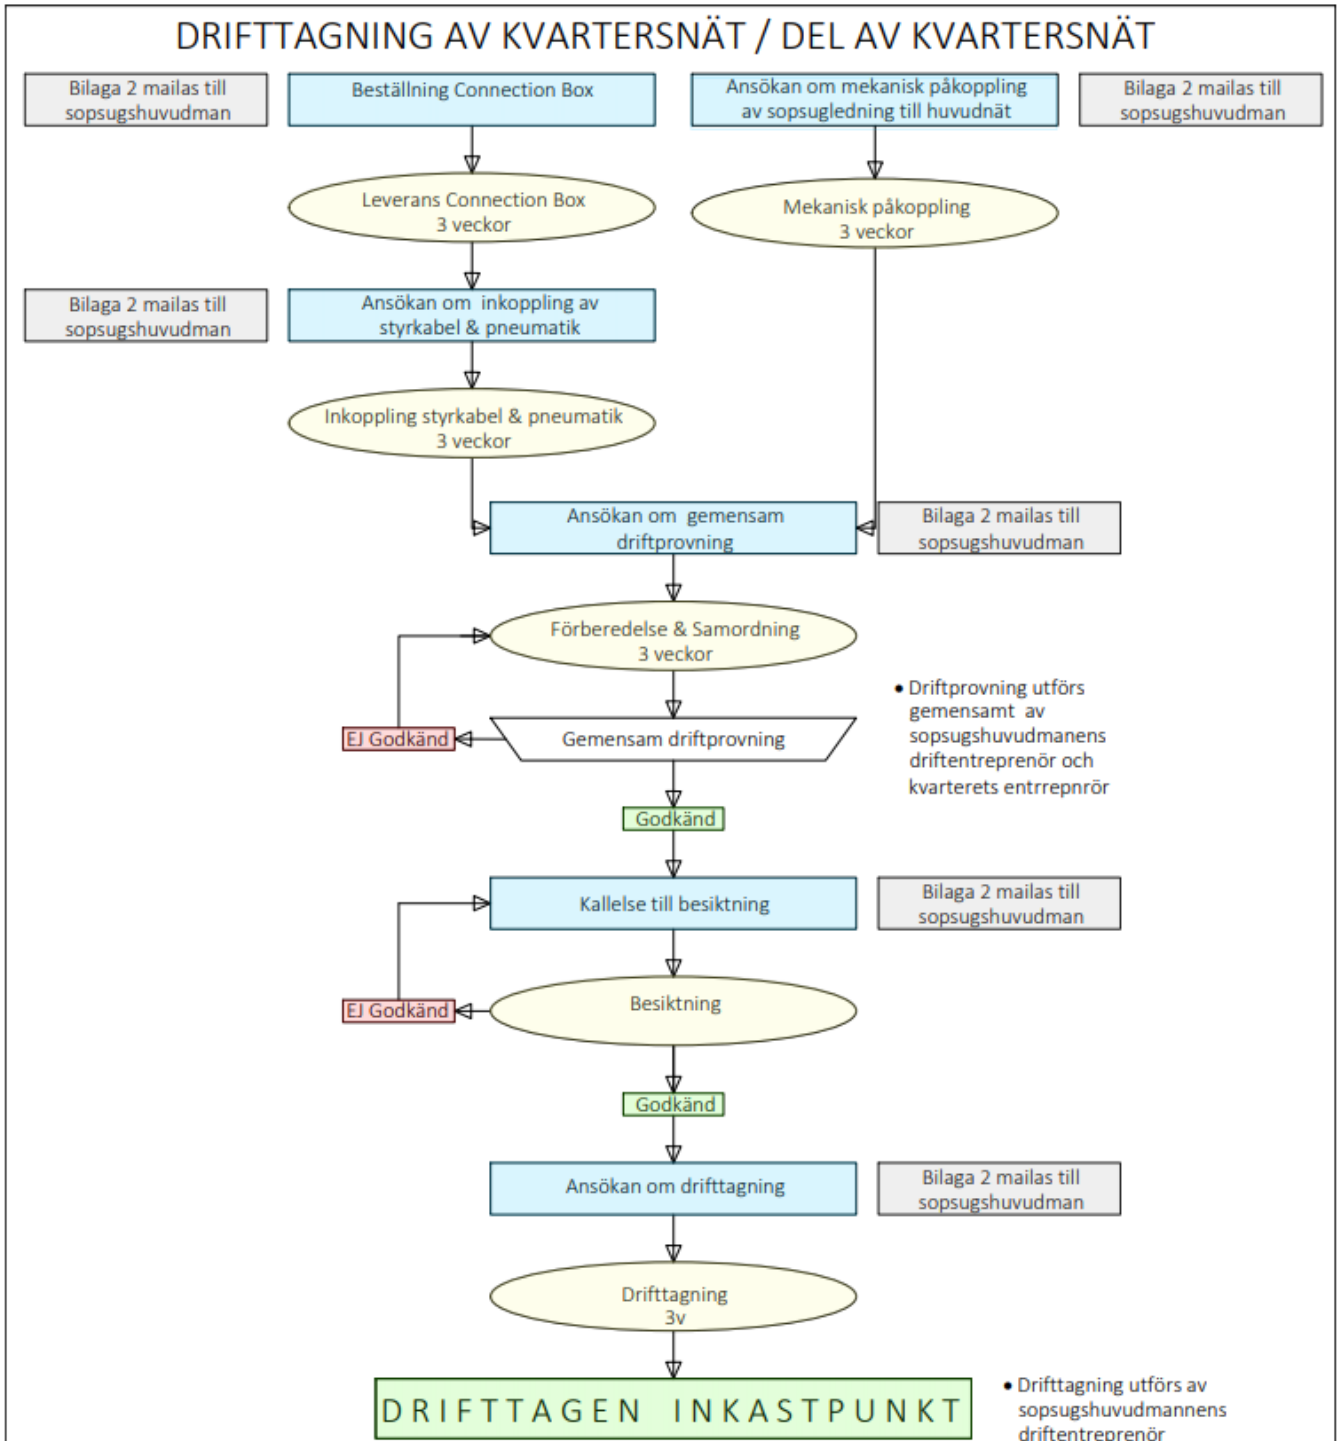 DRIFTTAGNING AV KVARTERSNÄT / DEL AV KVARTERSNÄT
Bilaga 2 mailas till
sopsugshuvudman
Beställning Connection Box
Ansökan om mekanisk påkoppling
av sopsugledning till huvudnät
Bilaga 2 mailas till
sopsugshuvudman
Leverans Connection Box
3 veckor
Mekanisk påkoppling
3 veckor
Bilaga 2 mailas till
sopsugshuvudman
Ansökan om inkoppling av
styrkabel & pneumatik
Inkoppling styrkabel & pneumatik
3 veckor
Ansökan om gemensam
driftprovning
Bilaga 2 mailas till
sopsugshuvudman
Förberedelse & Samordning
3 veckor
• Driftprovning utförs
gemensamt av
sopsugshuvudmanens
driftentreprenör och
kvarterets entrrepnrör
EJ Godkänd
Gemensam driftprovning
Godkänd
Kallelse till besiktning
Bilaga 2 mailas till
sopsugshuvudman
EJ Godkänd
Besiktning
Godkänd
Ansökan om drifttagning
Bilaga 2 mailas till
sopsugshuvudman
Drifttagning
3v
DRIFTTAGEN INKASTPUNKT
• Drifttagning utförs av
sopsugshuvudmannens
driftentreprenör